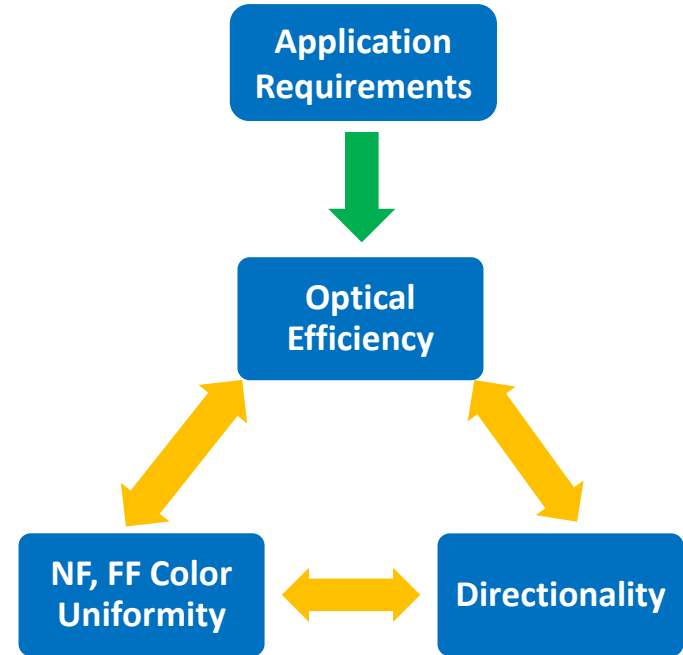 Application
Requirements
Optical
Efficiency
NF, FF Color
Uniformity
Directionality